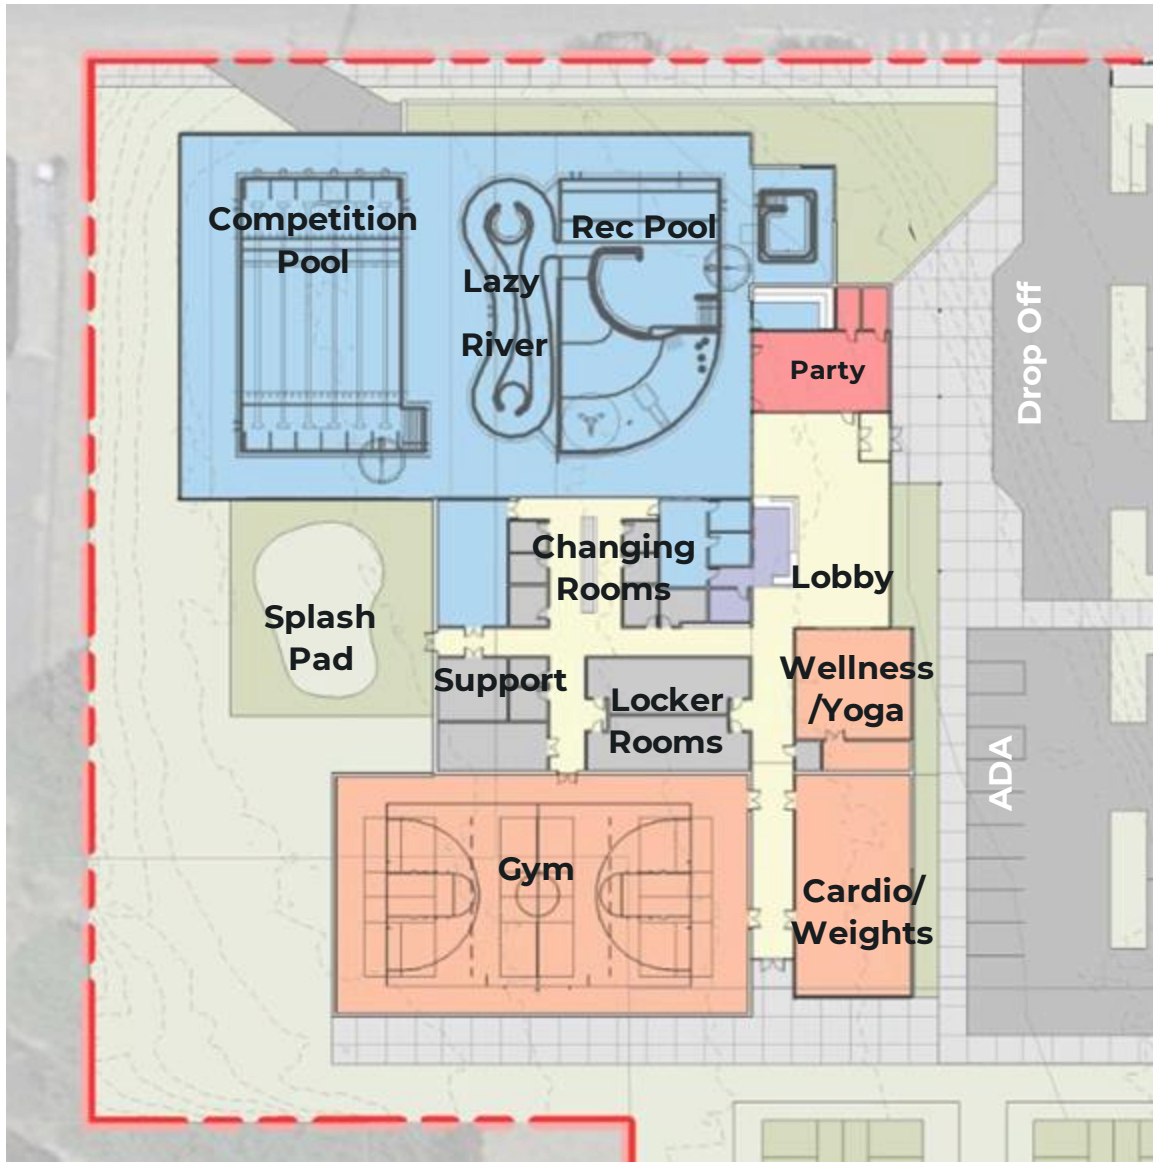 Competition
Pool
Rec Pool
Lazy
River
Party
Drop Off
Changing
Rooms
Lobby
Splash
Pad
Support
Locker
Rooms
Wellness
/Yoga
ADA
Gym
Cardio/
Weights